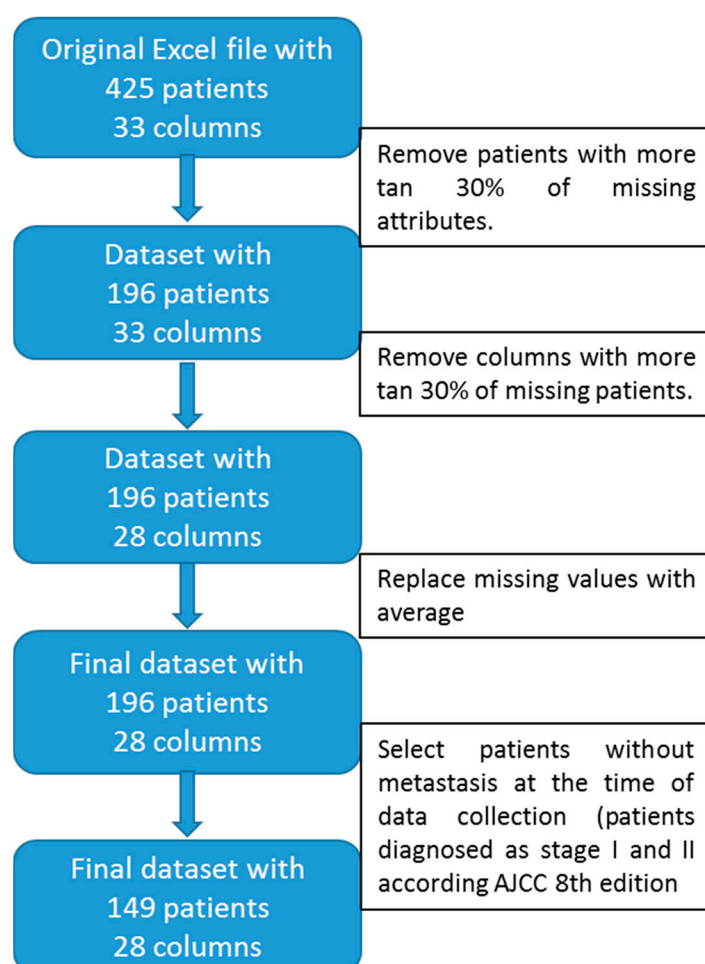 Original Excel file with
425 patients
33 columns
Remove patients with more
tan 30% of missing
attributes.
Dataset with
196 patients
33 columns
Remove columns with more
tan 30% of missing patients.
Dataset with
196 patients
28 columns
Replace missing values with
average
Final dataset with
196 patients
28 columns
Select patients without
metastasis at the time of
data collection (patients
diagnosed as stage I and II
according AJCC 8th edition
Final dataset with
149 patients
28 columns